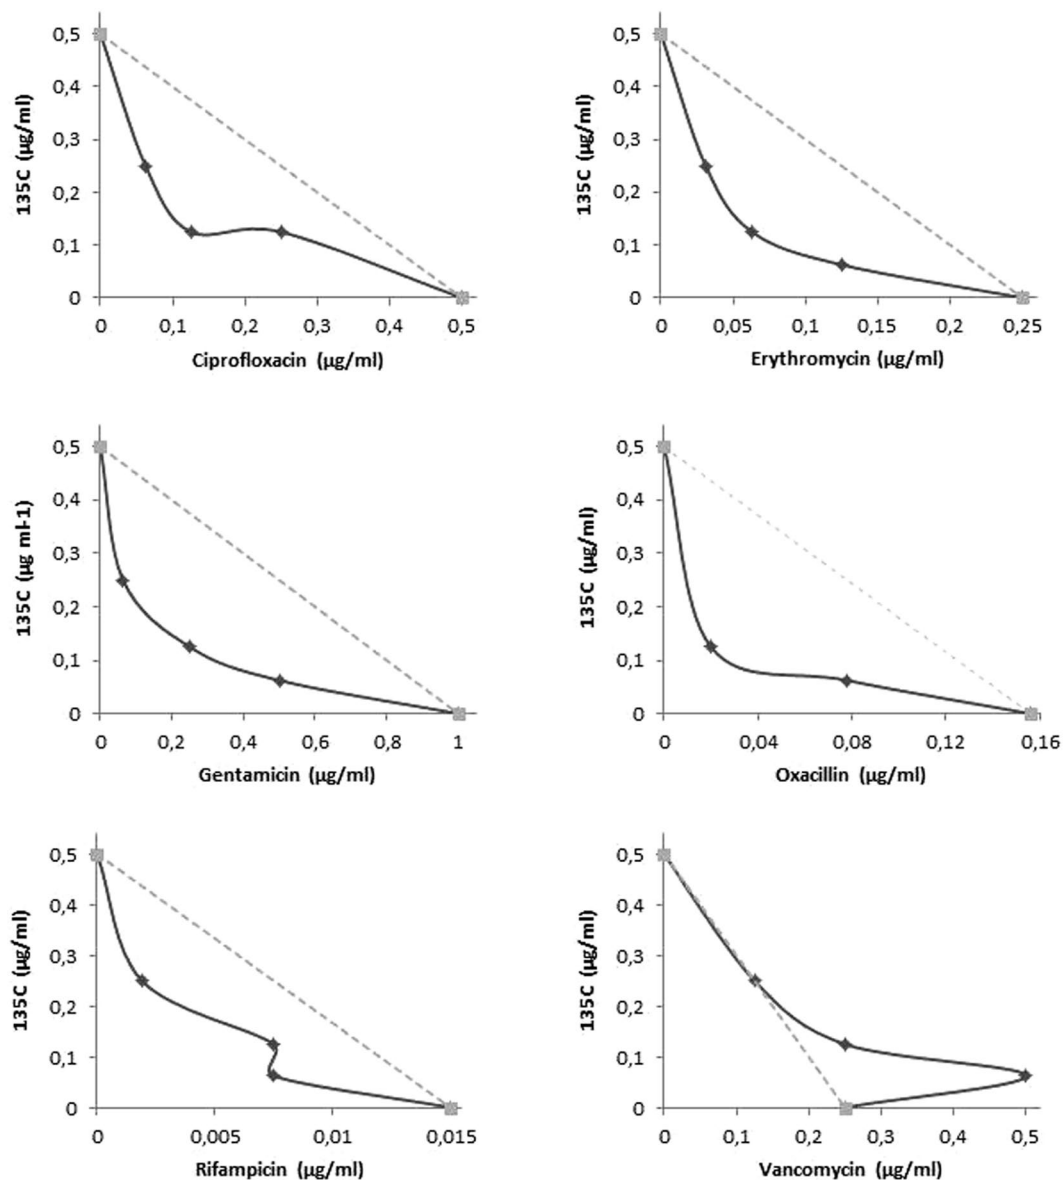 0,5
0,4
0,3
0,2
0,1
0
135C (µg/ml)
0 0,1 0,2 0,3 0,4 0,5
Ciprofloxacin (µg/ml)
0,5
0,4
0,3
0,2
0,1
0
135C (µg/ml)
0 0,05 0,1 0,15 0,2 0,25
Erythromycin (µg/ml)
0,5
0,4
0,3
0,2
0,1
0
135C (µg ml-1)
0 0,2 0,4 0,6 0,8 1
Gentamicin (µg/ml)
0,5
0,4
0,3
0,2
0,1
0
135C (µg/ml)
0 0,04 0,08 0,12 0,16
Oxacillin (µg/ml)
0,5
0,4
0,3
0,2
0,1
0
135C (µg/ml)
0 0,005 0,01 0,015
Rifampicin (µg/ml)
0,5
0,4
0,3
0,2
0,1
0
135C (µg/ml)
0 0,1 0,2 0,3 0,4 0,5
Vancomycin (µg/ml)